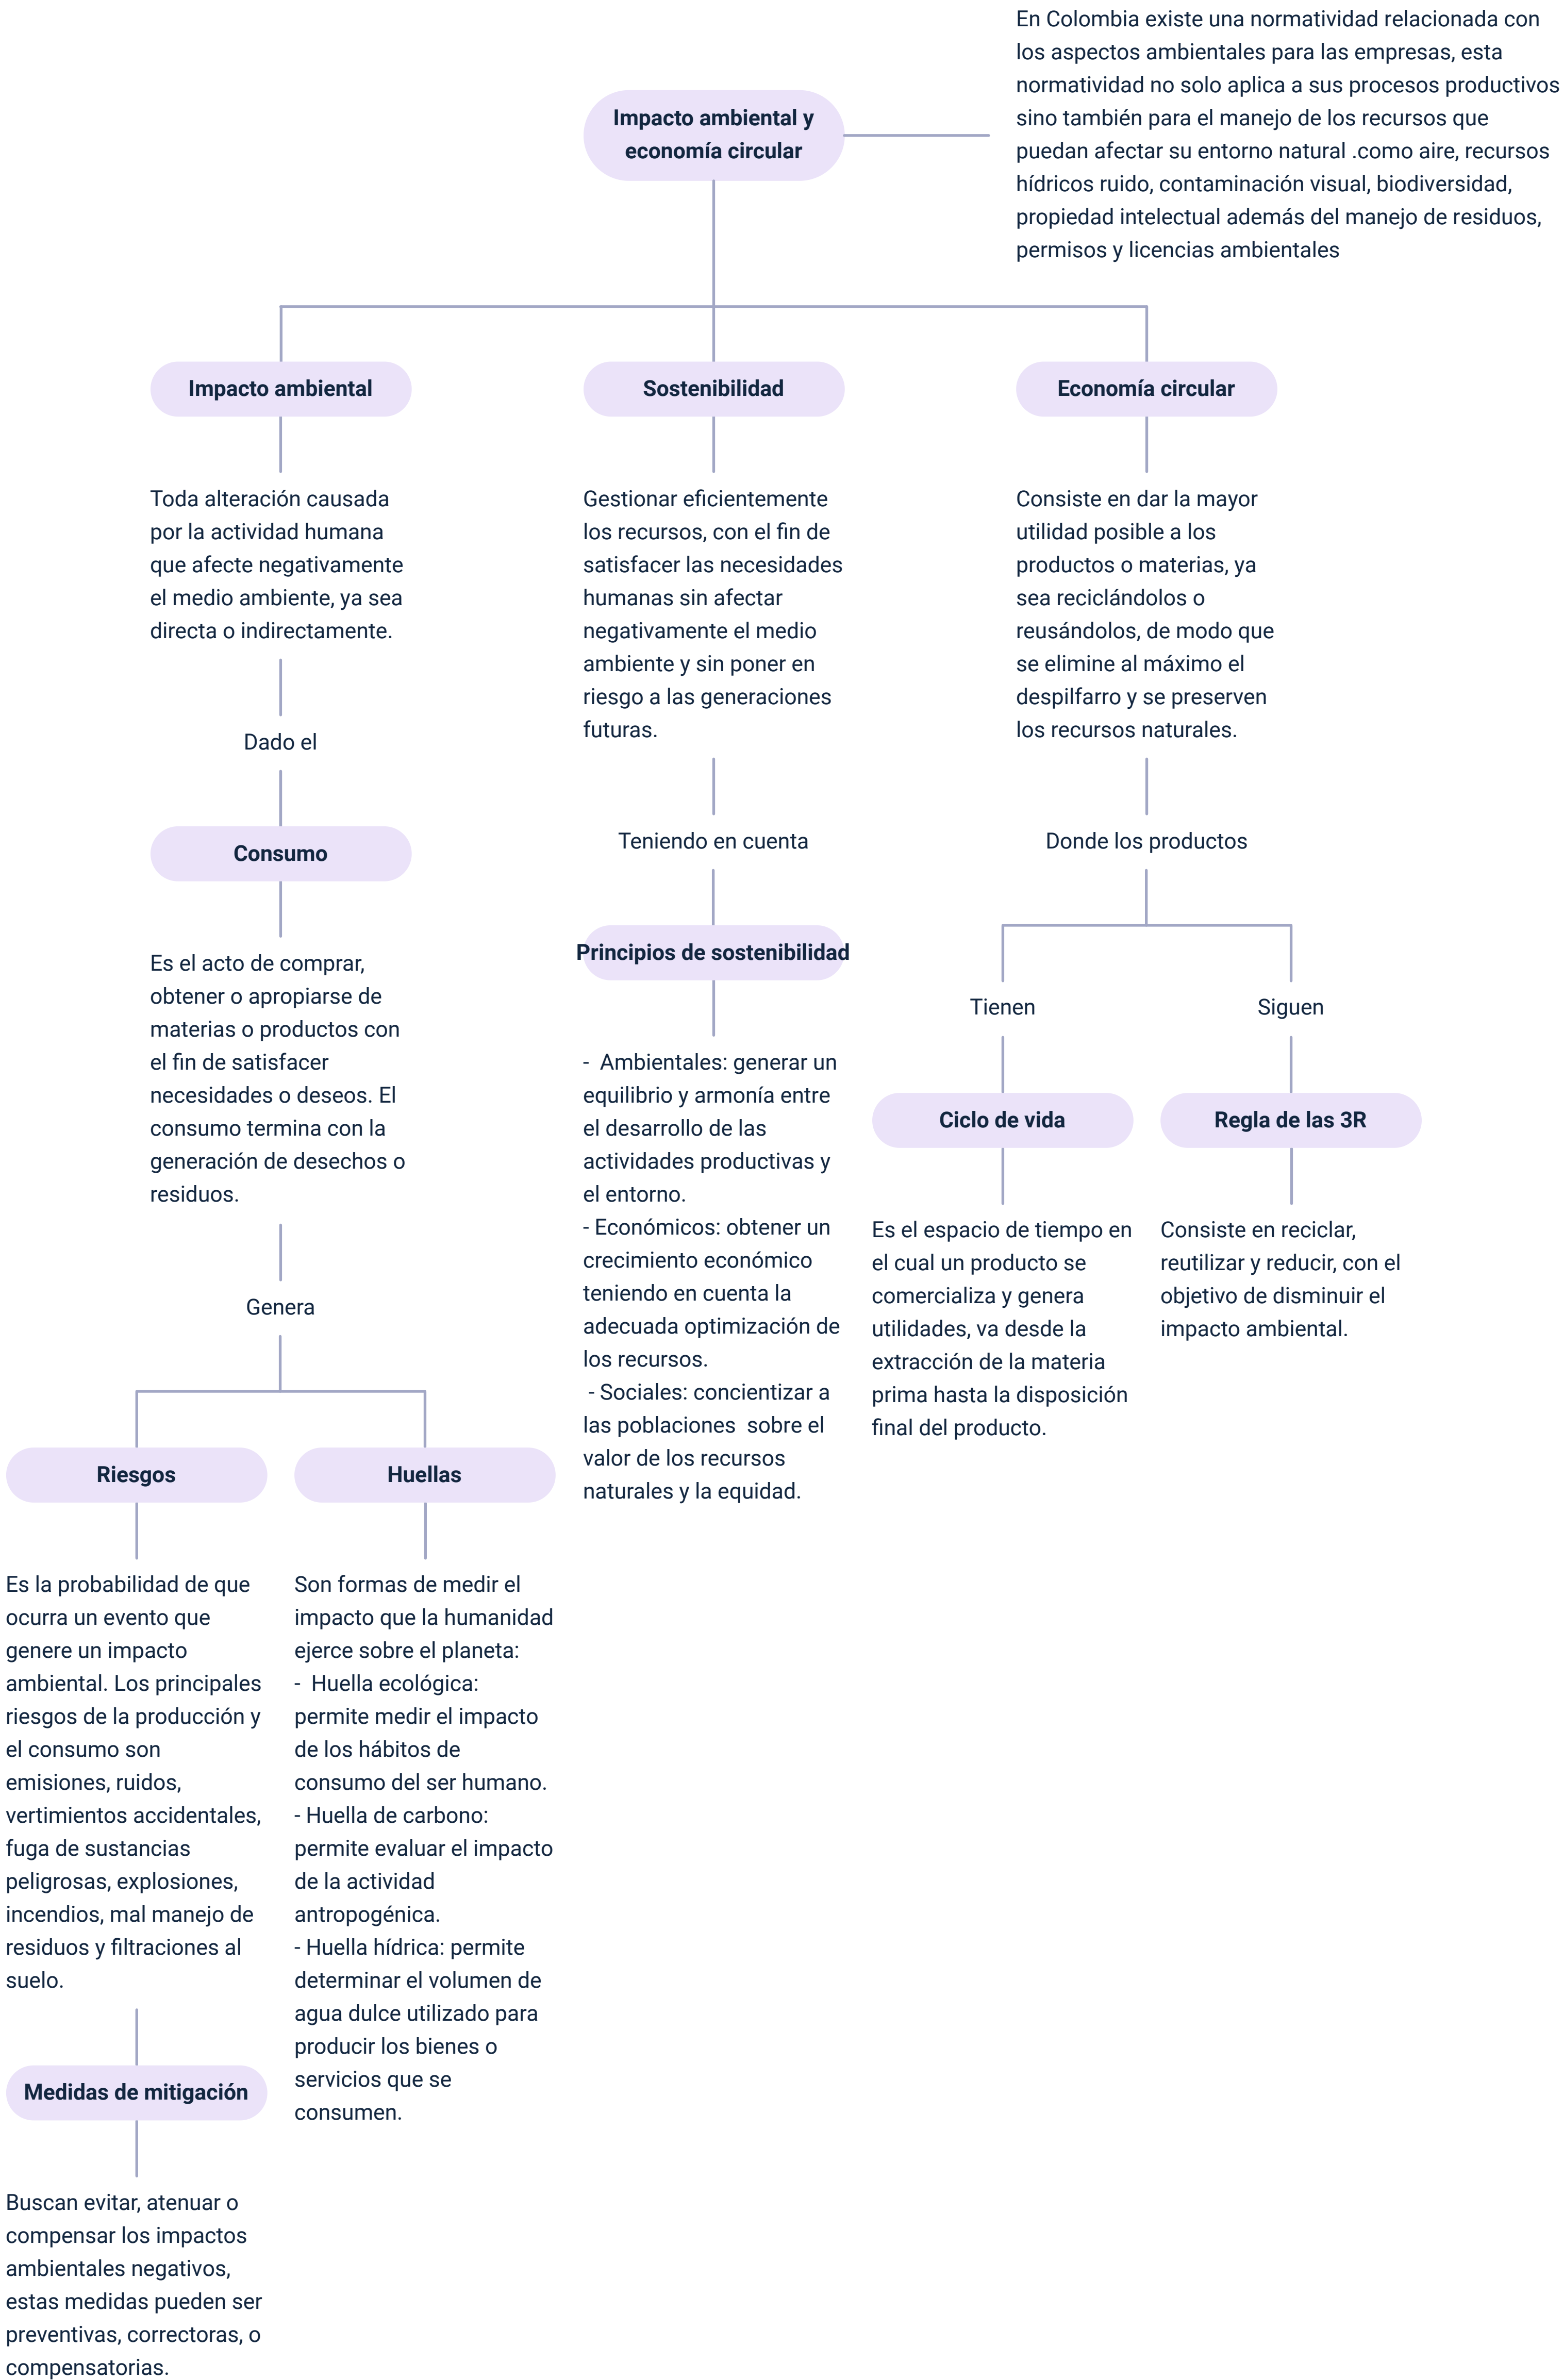 En Colombia existe una normatividad relacionada con
los aspectos ambientales para las empresas, esta
normatividad no solo aplica a sus procesos productivos
sino también para el manejo de los recursos que
puedan afectar su entorno natural .como aire, recursos
hídricos ruido, contaminación visual, biodiversidad,
propiedad intelectual además del manejo de residuos,
permisos y licencias ambientales
Impacto ambiental y
economía circular
Impacto ambiental
Toda alteración causada
por la actividad humana
que afecte negativamente
el medio ambiente, ya sea
directa o indirectamente.
Dado el
Consumo
Es el acto de comprar,
obtener o apropiarse de
materias o productos con
el fin de satisfacer
necesidades o deseos. El
consumo termina con la
generación de desechos o
residuos.
Genera
Riesgos
Es la probabilidad de que
ocurra un evento que
genere un impacto
ambiental. Los principales
riesgos de la producción y
el consumo son
emisiones, ruidos,
vertimientos accidentales,
fuga de sustancias
peligrosas, explosiones,
incendios, mal manejo de
residuos y filtraciones al
suelo.
Medidas de mitigación
Buscan evitar, atenuar o
compensar los impactos
ambientales negativos,
estas medidas pueden ser
preventivas, correctoras, o
compensatorias.
Huellas
Son formas de medir el
impacto que la humanidad
ejerce sobre el planeta:
-  Huella ecológica:
permite medir el impacto
de los hábitos de
consumo del ser humano.
- Huella de carbono:
permite evaluar el impacto
de la actividad
antropogénica.
- Huella hídrica: permite
determinar el volumen de
agua dulce utilizado para
producir los bienes o
servicios que se
consumen.
Sostenibilidad
Gestionar eficientemente
los recursos, con el fin de
satisfacer las necesidades
humanas sin afectar
negativamente el medio
ambiente y sin poner en
riesgo a las generaciones
futuras.
Teniendo en cuenta
Principios de sostenibilidad
-  Ambientales: generar un
equilibrio y armonía entre
el desarrollo de las
actividades productivas y
el entorno.
- Económicos: obtener un
crecimiento económico
teniendo en cuenta la
adecuada optimización de
los recursos.
- Sociales: concientizar a
las poblaciones  sobre el
valor de los recursos
naturales y la equidad.
Economía circular
Consiste en dar la mayor
utilidad posible a los
productos o materias, ya
sea reciclándolos o
reusándolos, de modo que
se elimine al máximo el
despilfarro y se preserven
los recursos naturales.
Donde los productos
Tienen
Ciclo de vida
Es el espacio de tiempo en
el cual un producto se
comercializa y genera
utilidades, va desde la
extracción de la materia
prima hasta la disposición
final del producto.
Siguen
Regla de las 3R
Consiste en reciclar,
reutilizar y reducir, con el
objetivo de disminuir el
impacto ambiental.